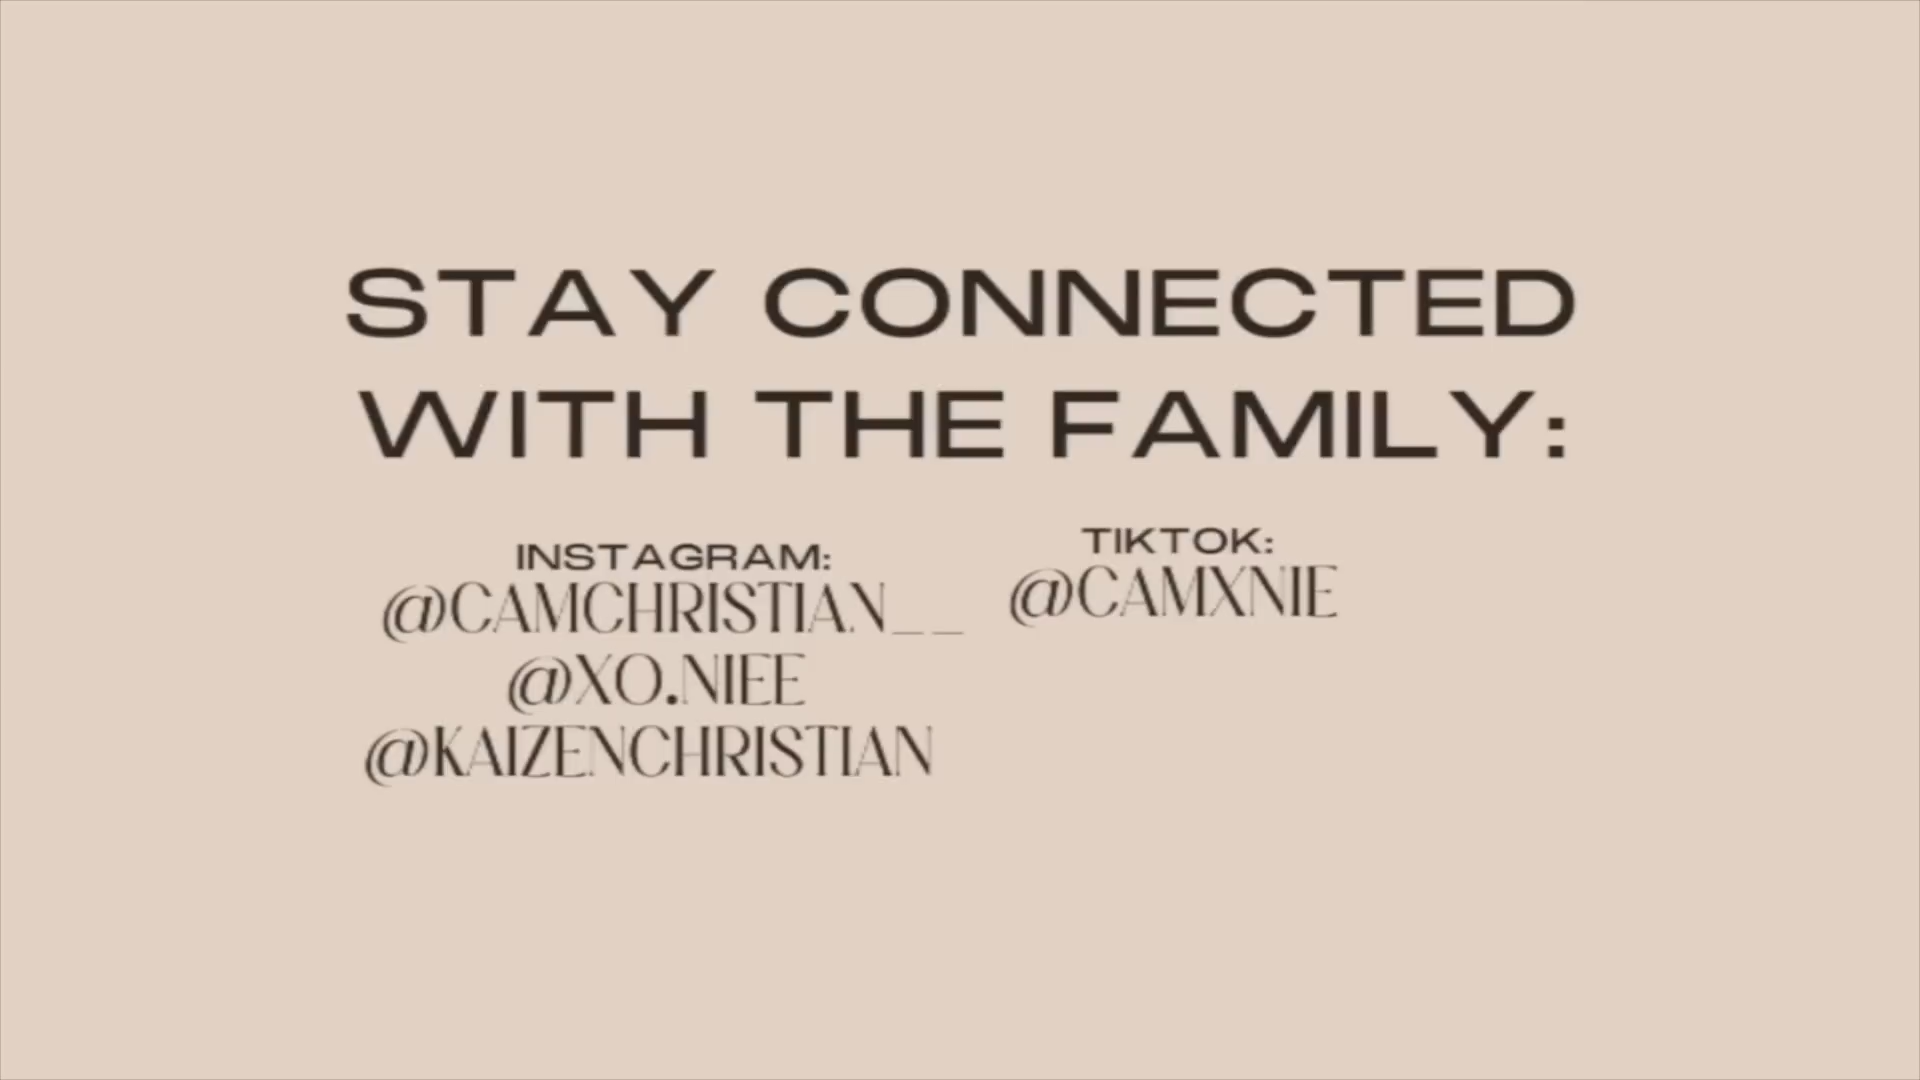 STAY CONNECTED
WITH THE FAMILY:
INSTAGRAM:
@CAMCHRISTIAN__
@XO.NIEE
@KAIZENCHRISTIAN
TIKTOK:
@CAMXNIE